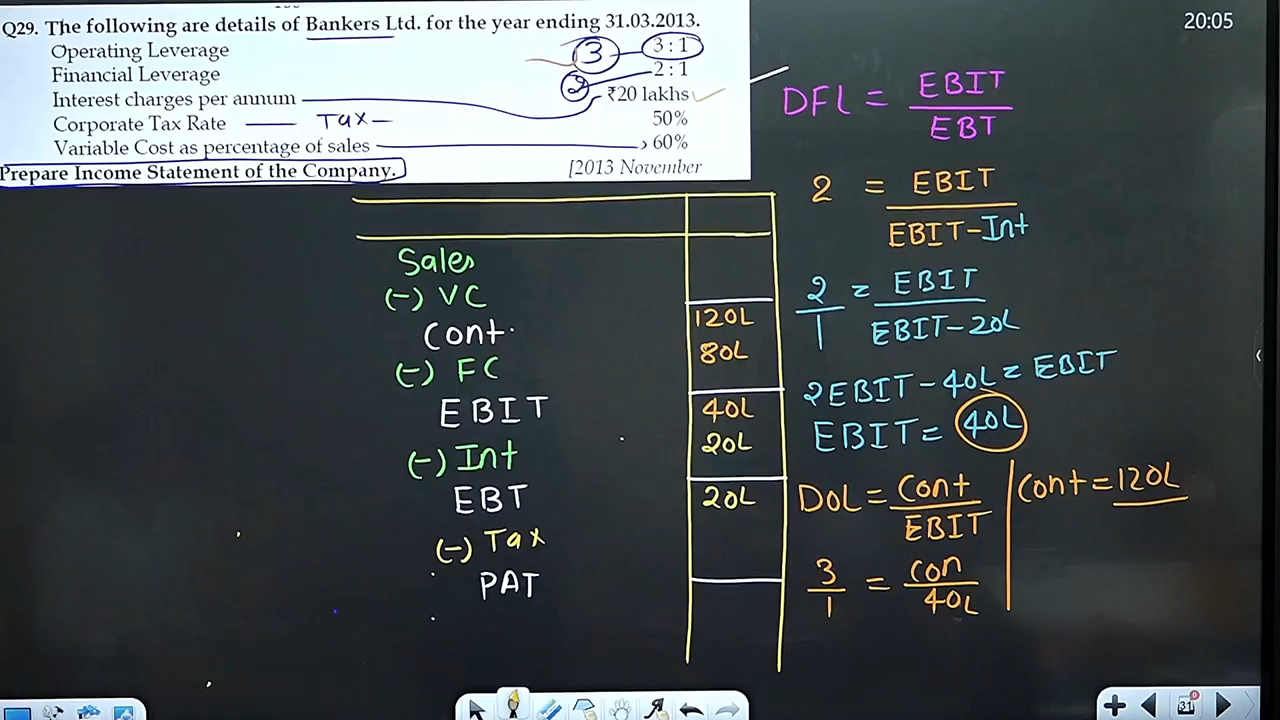 20:05
Q29. The following are details of Bankers Ltd. for the year ending 31.03.2013.
Operating Leverage 3 3 : 1
Financial Leverage 2 2 : 1
Interest charges per annum ₹20 lakhs
Corporate Tax Rate Tax 50%
Variable Cost as percentage of sales 60%
Prepare Income Statement of the Company. [2013 November
Sales
(-) VC
Cont. 120L
(-) FC 80L
EBIT 40L
(-) Int 20L
EBT 20L
(-) Tax
PAT
DFL = EBIT / EBT
2 = EBIT / EBIT-Int
2/1 = EBIT / EBIT-20L
2EBIT-40L = EBIT
EBIT = 40L
DOL = Cont / EBIT
3/1 = Con / 40L
Cont = 120L
31